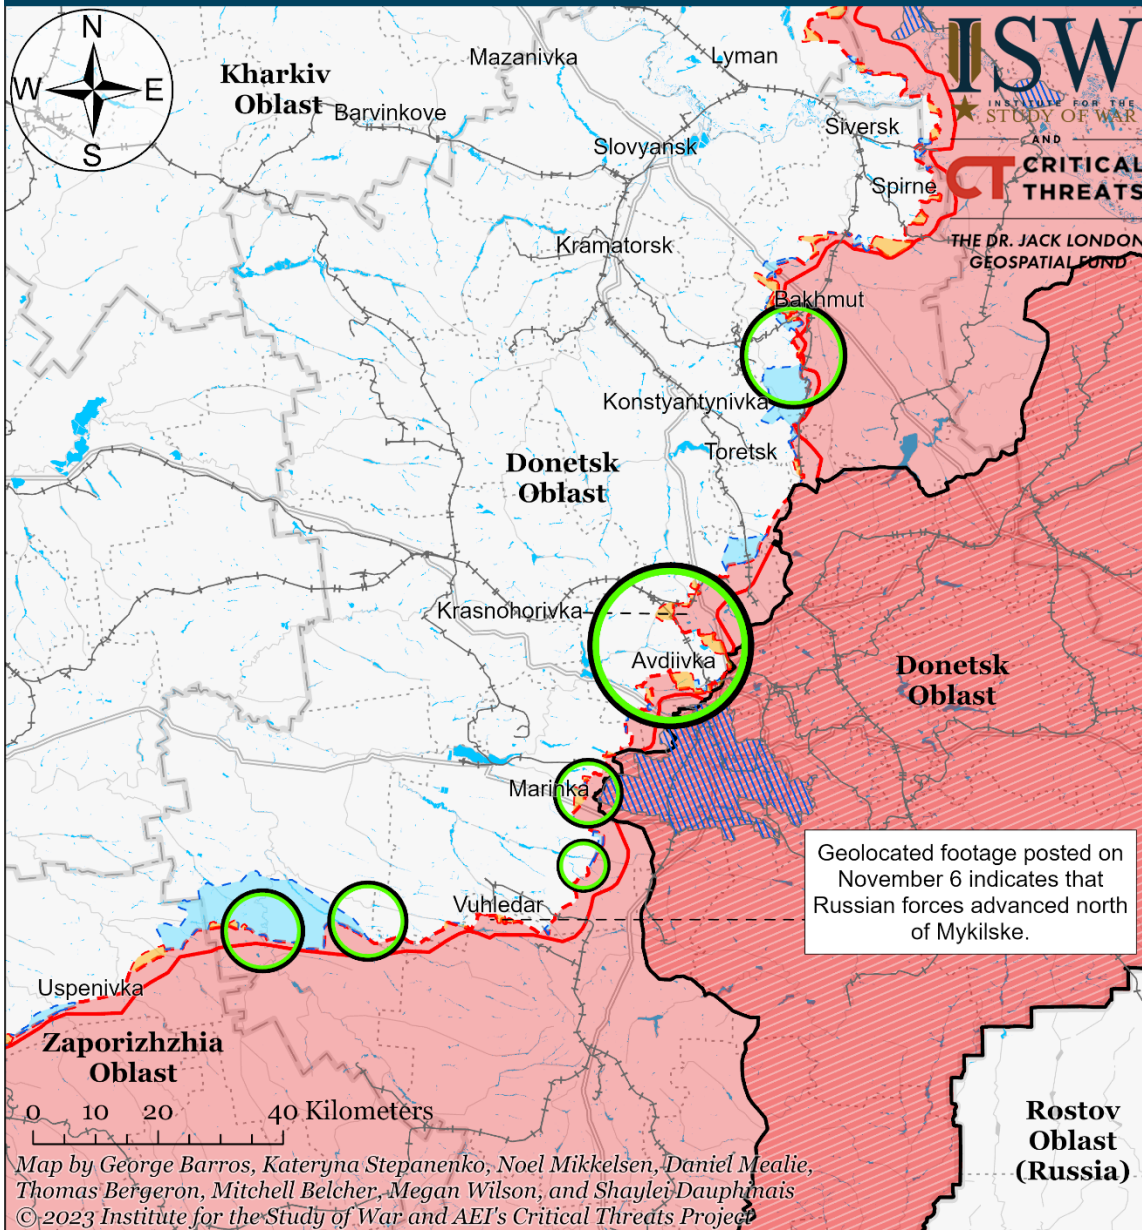 N
W E
S
ISW
INSTITUTE FOR THE
STUDY OF WAR
AND
CT CRITICAL
THREATS
THE DR. JACK LONDON
GEOSPATIAL FUND
Kharkiv
Oblast
Mazanivka
Lyman
Barvinkove
Siversk
Slovyansk
Spirne
Kramatorsk
Bakhmut
Konstyantynivka
Toretsk
Donetsk
Oblast
Krasnohorivka
Avdiivka
Donetsk
Oblast
Marinka
Geolocated footage posted on
November 6 indicates that
Russian forces advanced north
of Mykilske.
Vuhledar
Uspenivka
Zaporizhzhia
Oblast
0 10 20 40 Kilometers
Rostov
Oblast
(Russia)
Map by George Barros, Kateryna Stepanenko, Noel Mikkelsen, Daniel Mealie,
Thomas Bergeron, Mitchell Belcher, Megan Wilson, and Shaylei Dauphinais
© 2023 Institute for the Study of War and AEI's Critical Threats Project